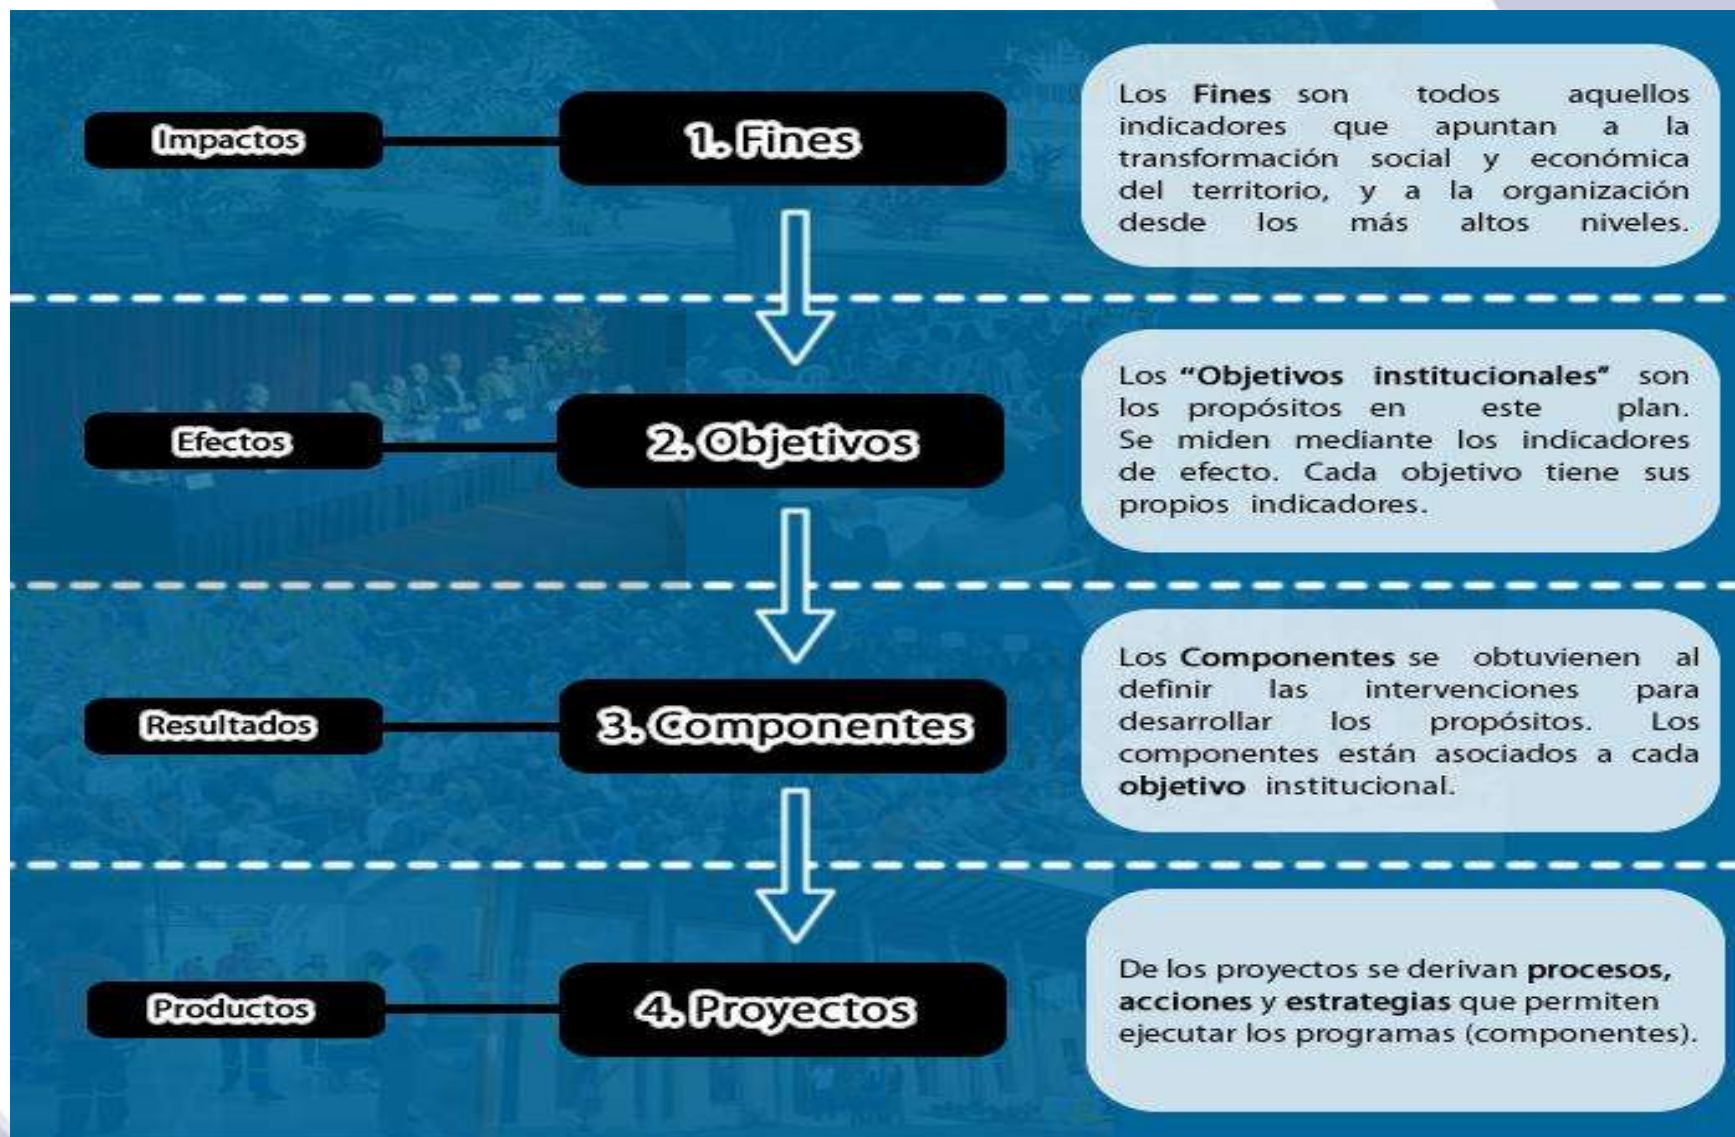 Impactos
1. Fines
Los Fines son todos aquellos
indicadores que apuntan a la
transformación social y económica
del territorio, y a la organización
desde los más altos niveles.
Efectos
2. Objetivos
Los “Objetivos institucionales” son
los propósitos en este plan.
Se miden mediante los indicadores
de efecto. Cada objetivo tiene sus
propios indicadores.
Resultados
3. Componentes
Los Componentes se obtuvienen al
definir las intervenciones para
desarrollar los propósitos. Los
componentes están asociados a cada
objetivo institucional.
Productos
4. Proyectos
De los proyectos se derivan procesos,
acciones y estrategias que permiten
ejecutar los programas (componentes).